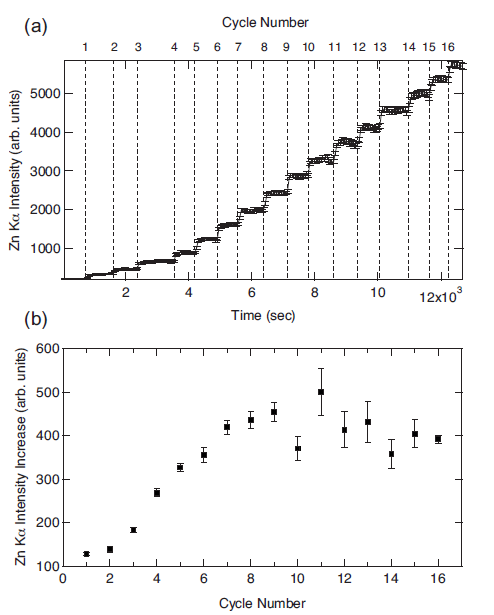 (a)
Cycle Number
1 2 3 4 5 6 7 8 9 10 11 12 13 14 15 16
Zn Kα Intensity (arb. units)
5000
4000
3000
2000
1000
2 4 6 8 10 12x10³
Time (sec)
(b)
Zn Kα Intensity Increase (arb. units)
600
500
400
300
200
100
0 2 4 6 8 10 12 14 16
Cycle Number